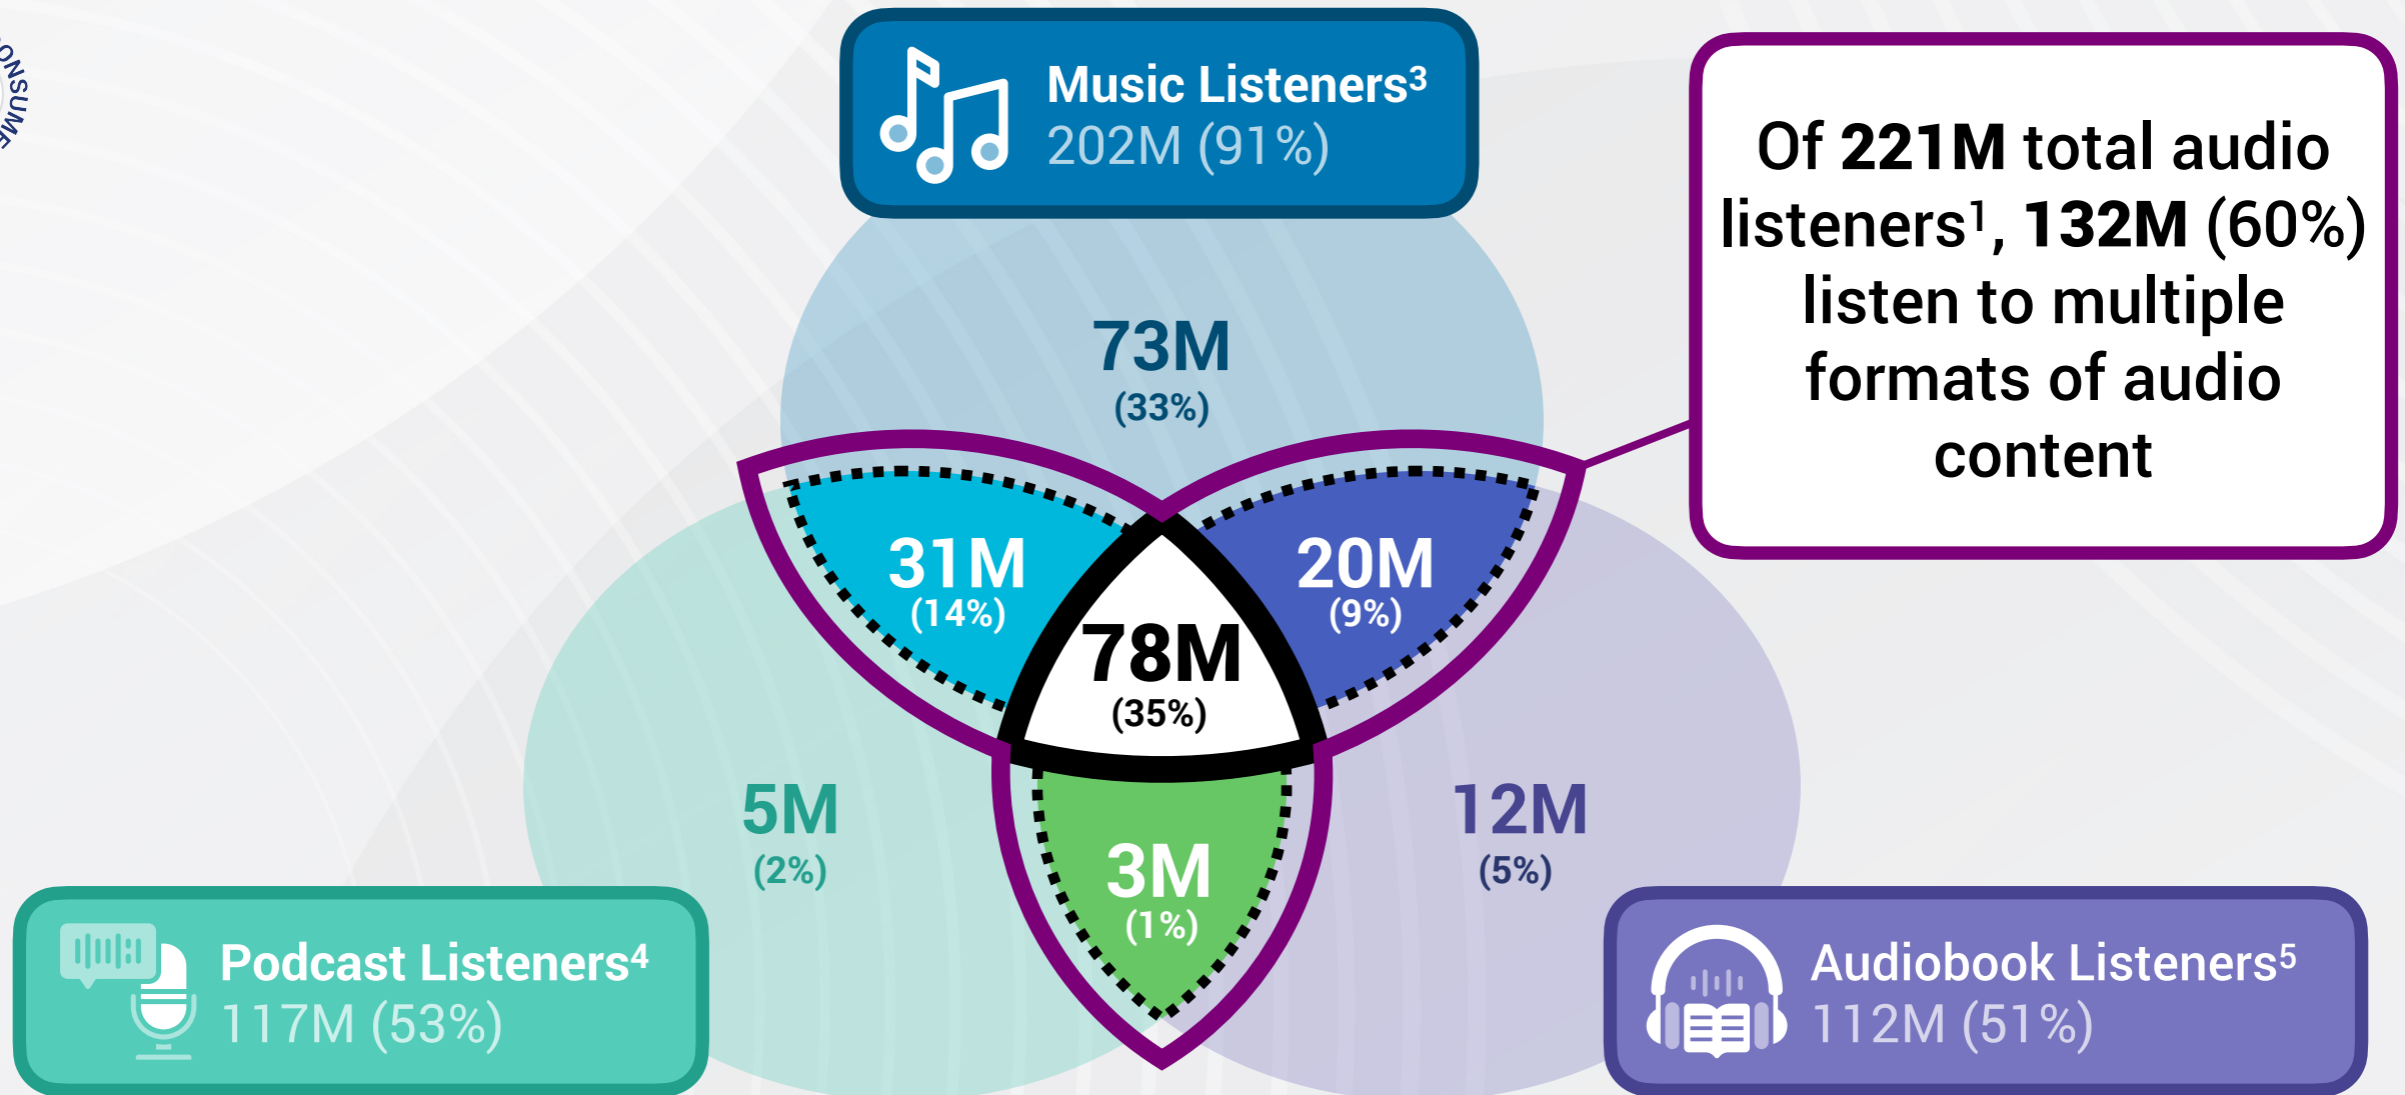 Music Listeners³
202M (91%)
Of 221M total audio
listeners¹, 132M (60%)
listen to multiple
formats of audio
content
73M
(33%)
31M
(14%)
20M
(9%)
78M
(35%)
5M
(2%)
12M
(5%)
3M
(1%)
Podcast Listeners⁴
117M (53%)
Audiobook Listeners⁵
112M (51%)